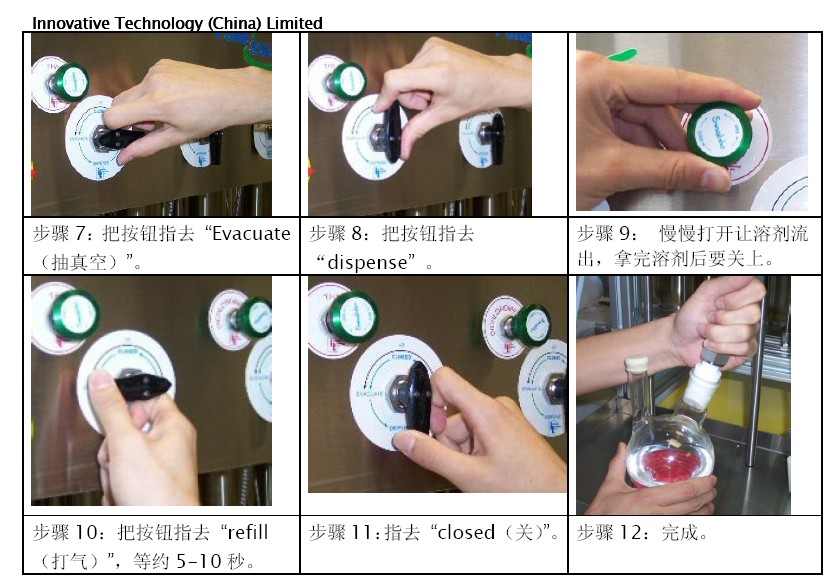 Innovative Technology (China) Limited
步骤 7：把按钮指去 “Evacuate
（抽真空）”。
步骤 8： 把按钮指去
“dispense” 。
步骤 9： 慢慢打开让溶剂流
出，拿完溶剂后要关上。
CLOSED
CLOSED
EVACUATE
步骤 10：把按钮指去 “refill
（打气）”，等约 5-10 秒。
步骤 11：指去 “closed（关）”。
步骤 12：完成。